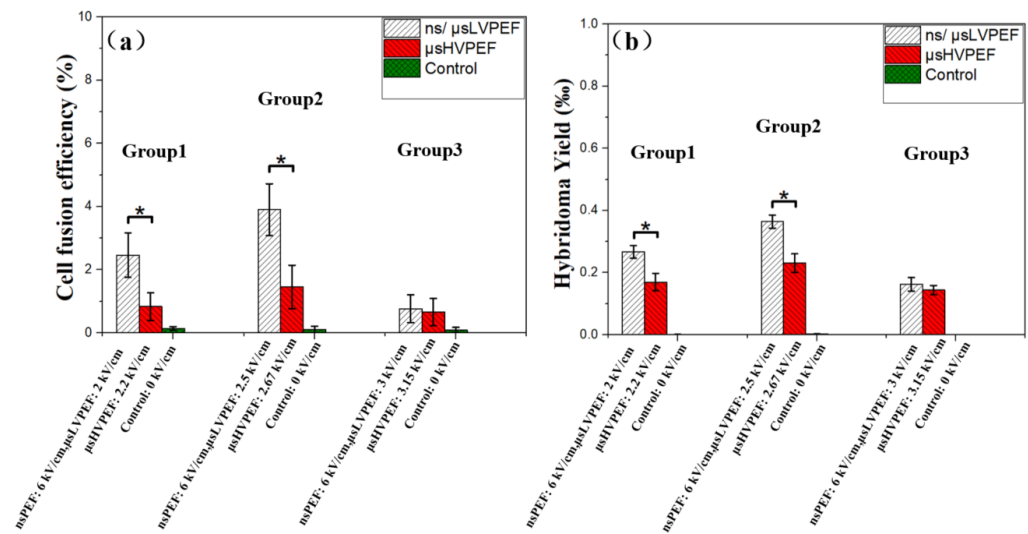 (a)
ns/ μsLVPEF
μsHVPEF
Control
Cell fusion efficiency (%)
10
8
6
4
2
0
Group1
Group2
Group3
*
*
nsPEF: 6 kV/cm,μsLVPEF: 2 kV/cm
μsHVPEF: 2.2 kV/cm
Control: 0 kV/cm
nsPEF: 6 kV/cm,μsLVPEF: 2.5 kV/cm
μsHVPEF: 2.67 kV/cm
Control: 0 kV/cm
nsPEF: 6 kV/cm,μsLVPEF: 3 kV/cm
μsHVPEF: 3.15 kV/cm
Control: 0 kV/cm
(b)
ns/ μsLVPEF
μsHVPEF
Control
Hybridoma Yield (‰)
1.0
0.8
0.6
0.4
0.2
0.0
Group1
Group2
Group3
*
*
nsPEF: 6 kV/cm,μsLVPEF: 2 kV/cm
μsHVPEF: 2.2 kV/cm
Control: 0 kV/cm
nsPEF: 6 kV/cm,μsLVPEF: 2.5 kV/cm
μsHVPEF: 2.67 kV/cm
Control: 0 kV/cm
nsPEF: 6 kV/cm,μsLVPEF: 3 kV/cm
μsHVPEF: 3.15 kV/cm
Control: 0 kV/cm